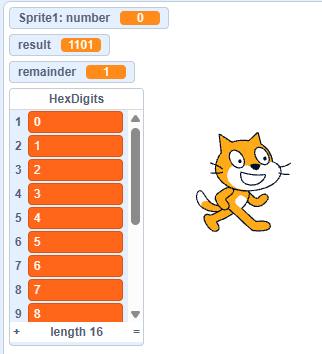 Sprite1: number 0
result 1101
remainder 1
HexDigits
1 0
2 1
3 2
4 3
5 4
6 5
7 6
8 7
9 8
+ length 16 =